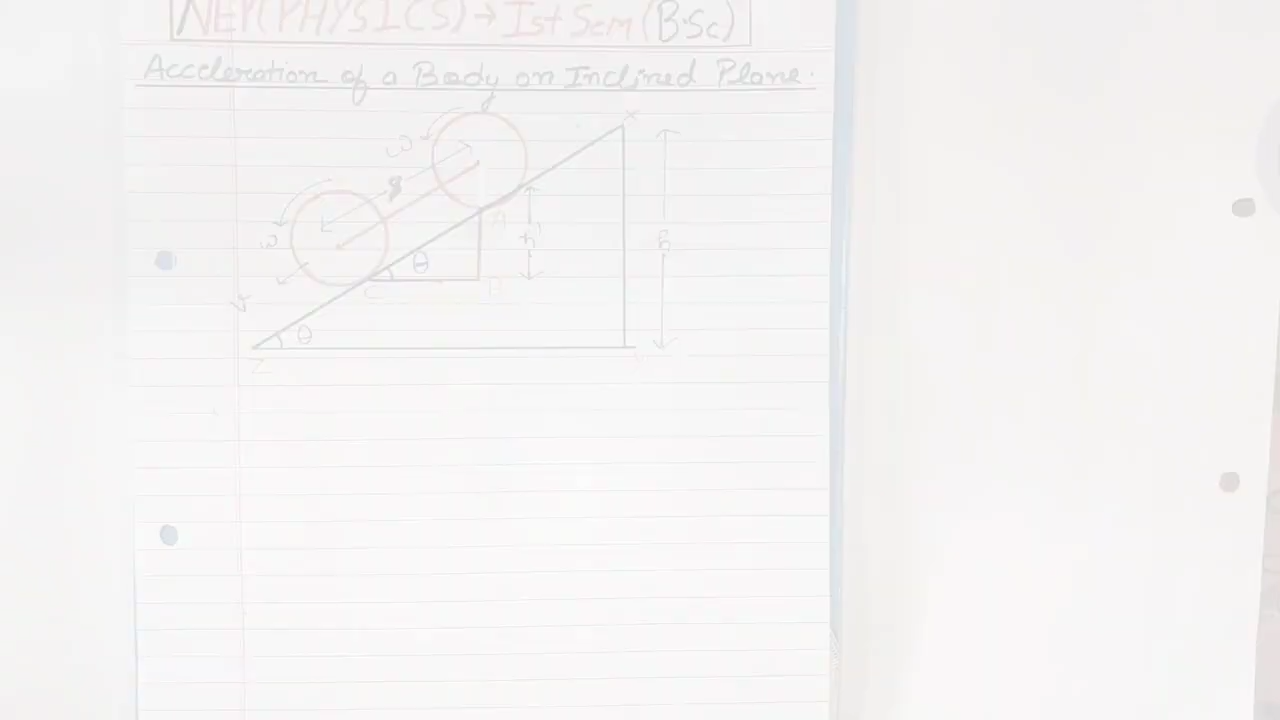 NEP(PHYSICS) → Ist Sem (B.Sc)
Acceleration of a Body on Inclined Plane.
X
ω
s
A
ω
h'
h
θ
C
B
v
θ
Z